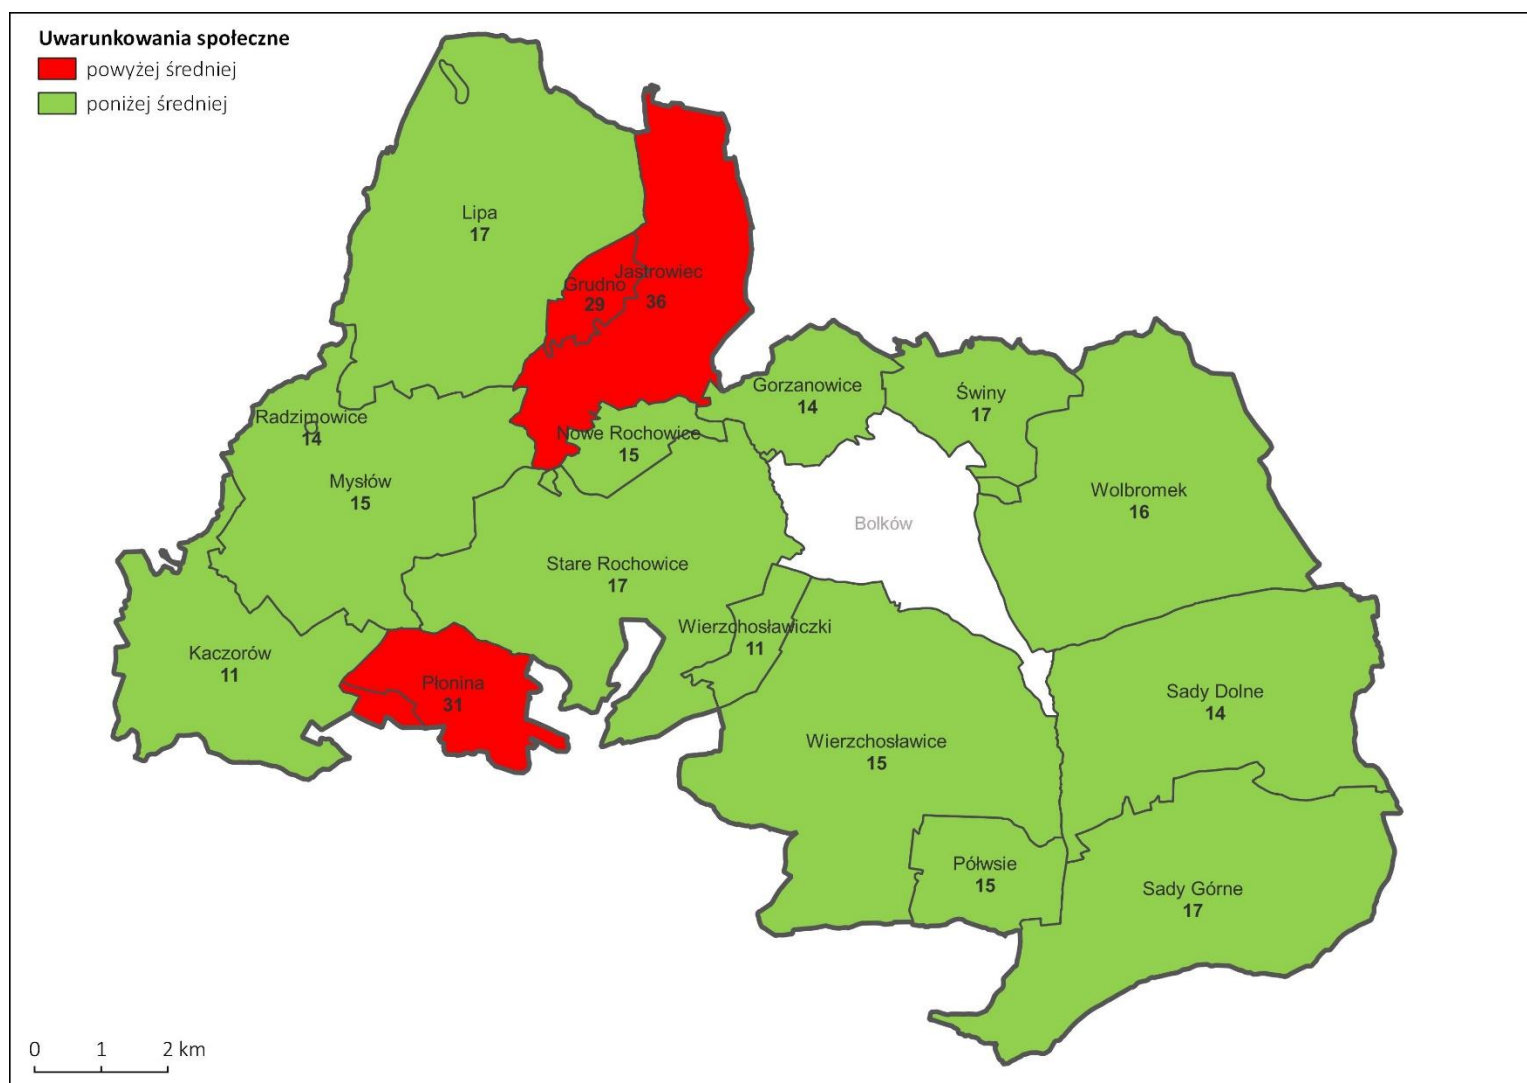 Uwarunkowania społeczne
powyżej średniej
poniżej średniej
Lipa
17
Jastrowiec
36
Grudno
29
Gorzanowice
14
Świny
17
Radzimowice
14
Nowe Rochowice
15
Mysłów
15
Wolbromek
16
Bolków
Stare Rochowice
17
Wierzchosławiczki
11
Kaczorów
11
Płonina
31
Sady Dolne
14
Wierzchosławice
15
Półwsie
15
Sady Górne
17
0 1 2 km